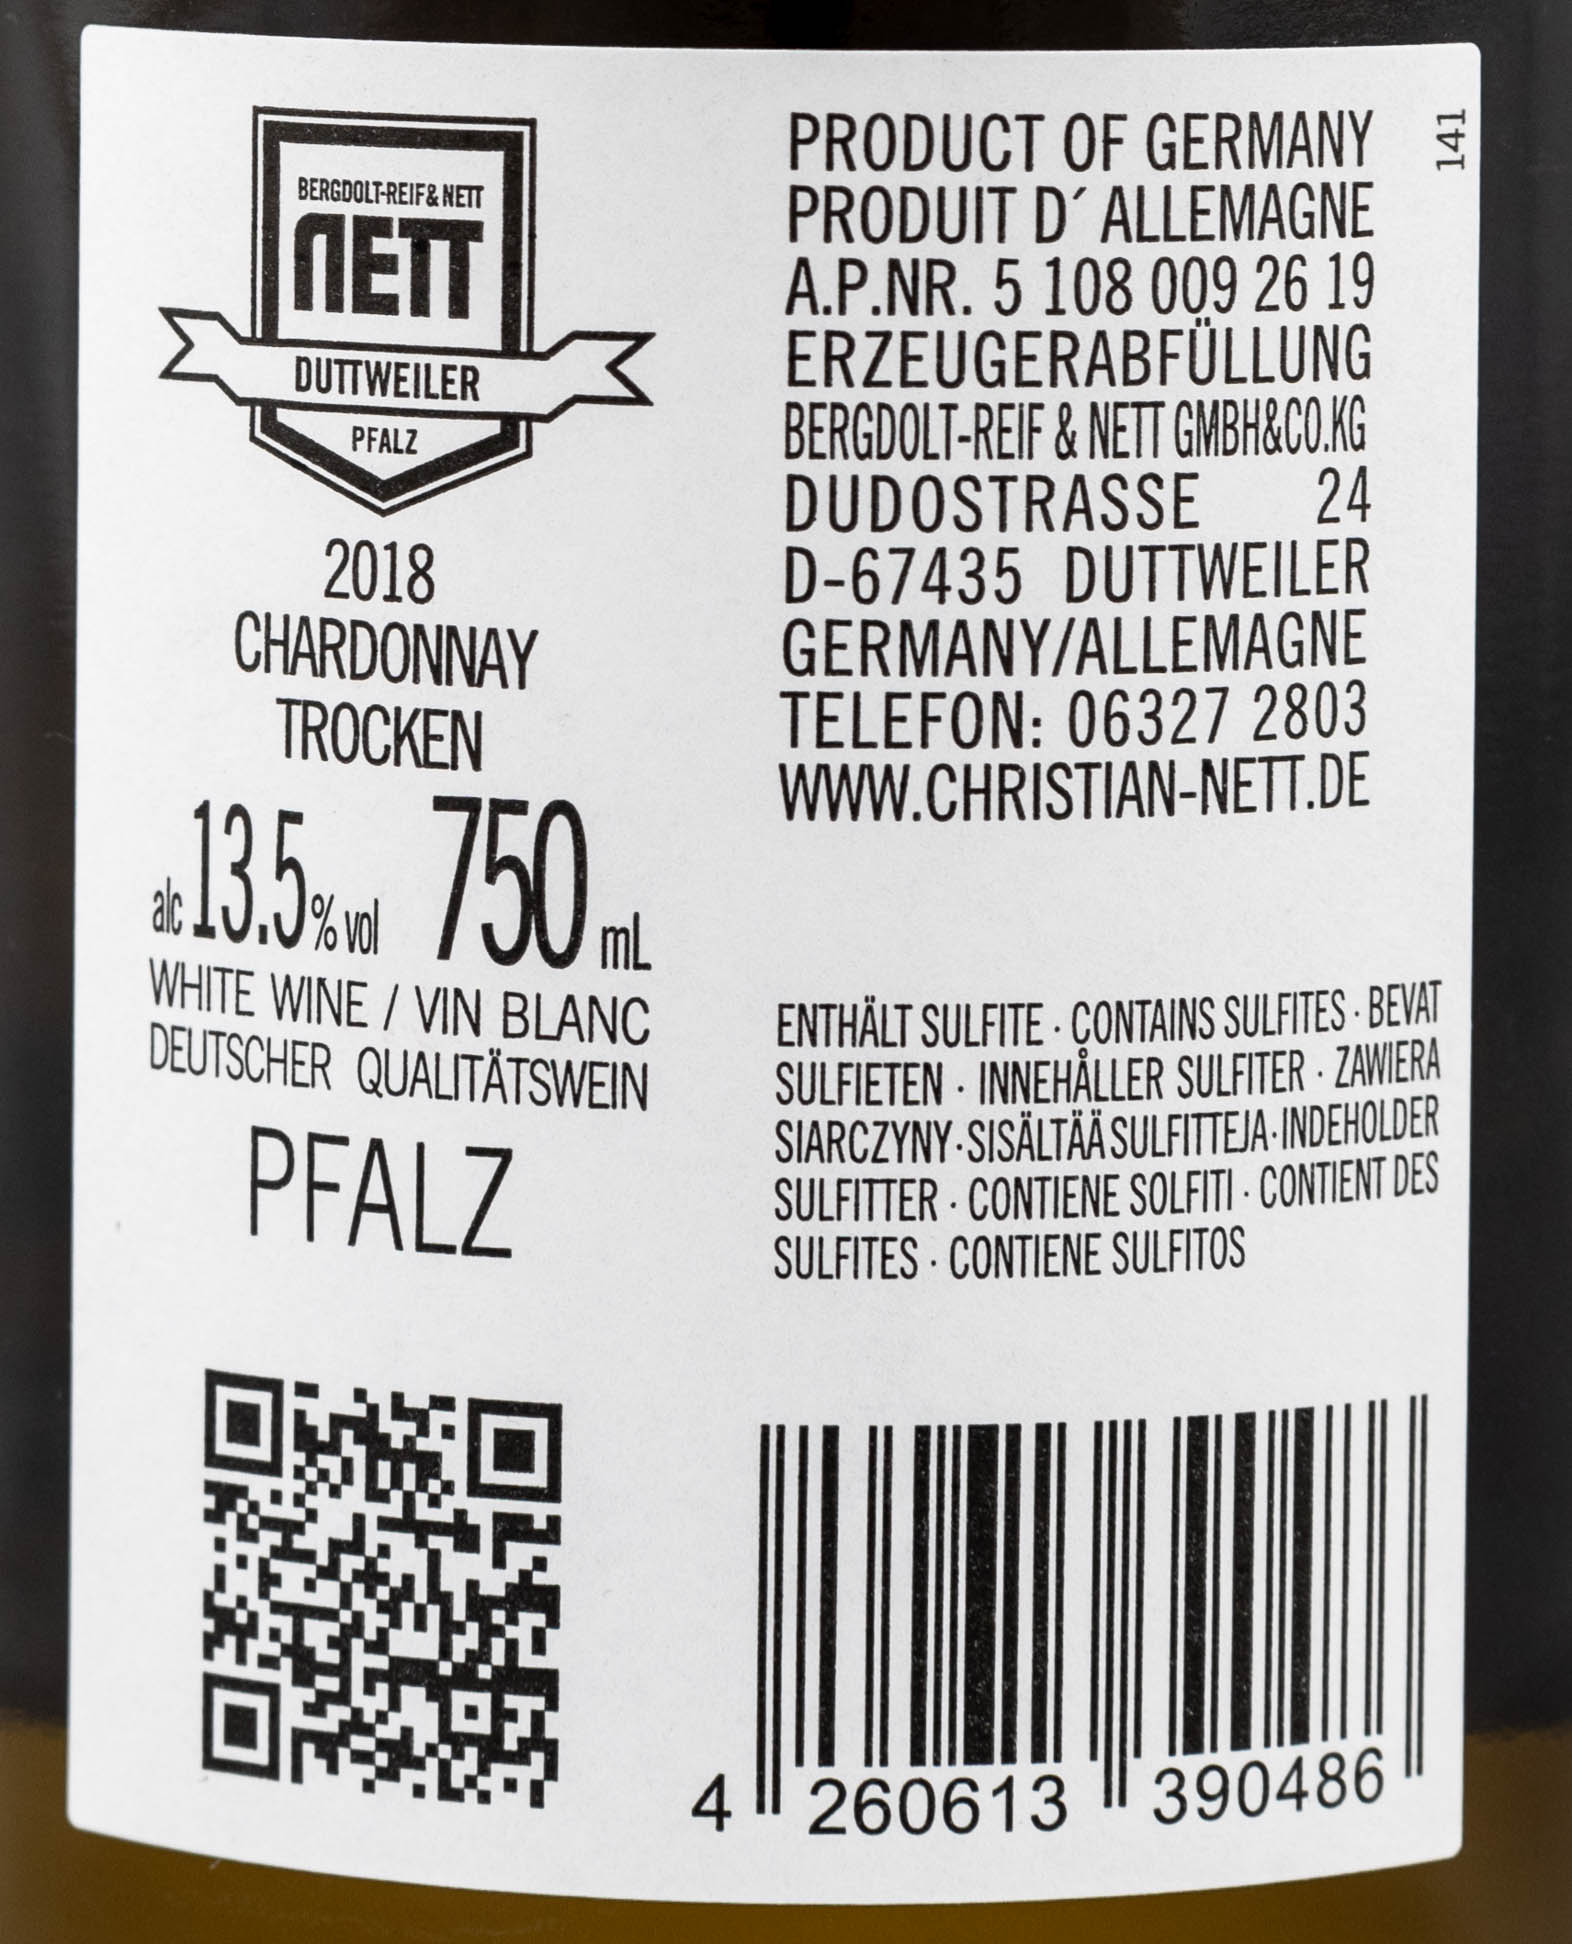 BERGDOLT-REIF & NETT
NETT
DUTTWEILER
PFALZ
2018
CHARDONNAY
TROCKEN
alc 13.5 % vol 750 mL
WHITE WINE / VIN BLANC
DEUTSCHER QUALITÄTSWEIN
PFALZ
PRODUCT OF GERMANY
PRODUIT D´ ALLEMAGNE
A.P.NR. 5 108 009 26 19
ERZEUGERABFÜLLUNG
BERGDOLT-REIF & NETT GMBH&CO.KG
DUDOSTRASSE 24
D-67435 DUTTWEILER
GERMANY/ALLEMAGNE
TELEFON: 06327 2803
WWW.CHRISTIAN-NETT.DE
141
ENTHÄLT SULFITE · CONTAINS SULFITES · BEVAT
SULFIETEN · INNEHÅLLER SULFITER · ZAWIERA
SIARCZYNY · SISÄLTÄÄ SULFITTEJA · INDEHOLDER
SULFITTER · CONTIENE SOLFITI · CONTIENT DES
SULFITES · CONTIENE SULFITOS
4 260613 390486